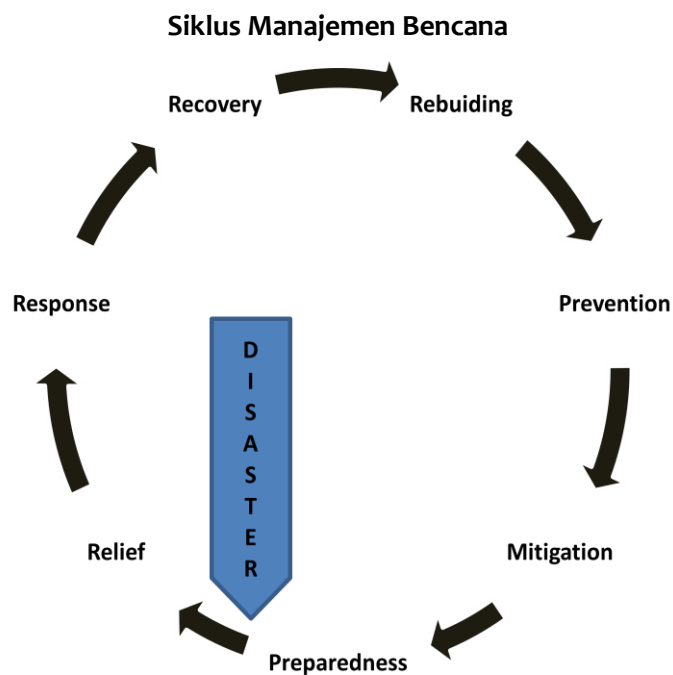 Siklus Manajemen Bencana
Recovery
Rebuiding
Response
Prevention
D
I
S
A
S
T
E
R
Relief
Mitigation
Preparedness